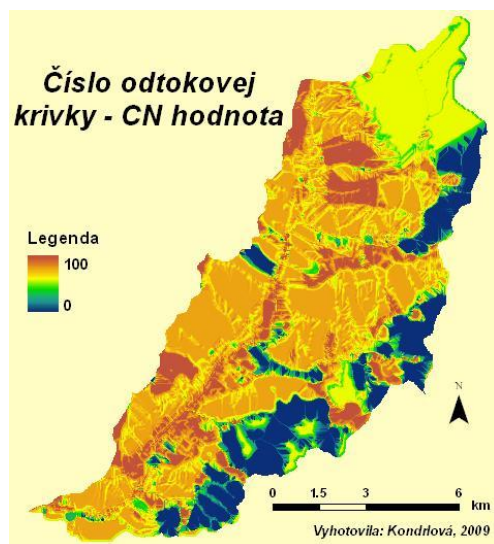 Číslo odtokovej
krivky - CN hodnota
Legenda
100
0
N
0 1.5 3 6
km
Vyhotovila: Kondrlová, 2009